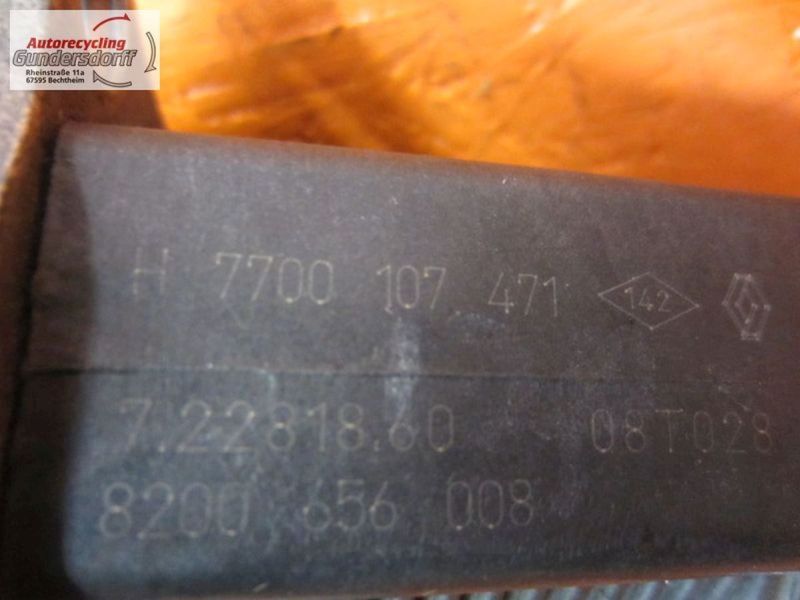 Autorecycling
Gundersdorff
Rheinstraße 11a
67595 Bechtheim
H 7700 107 471 142
7.22818.60 08T028
8200 656 008